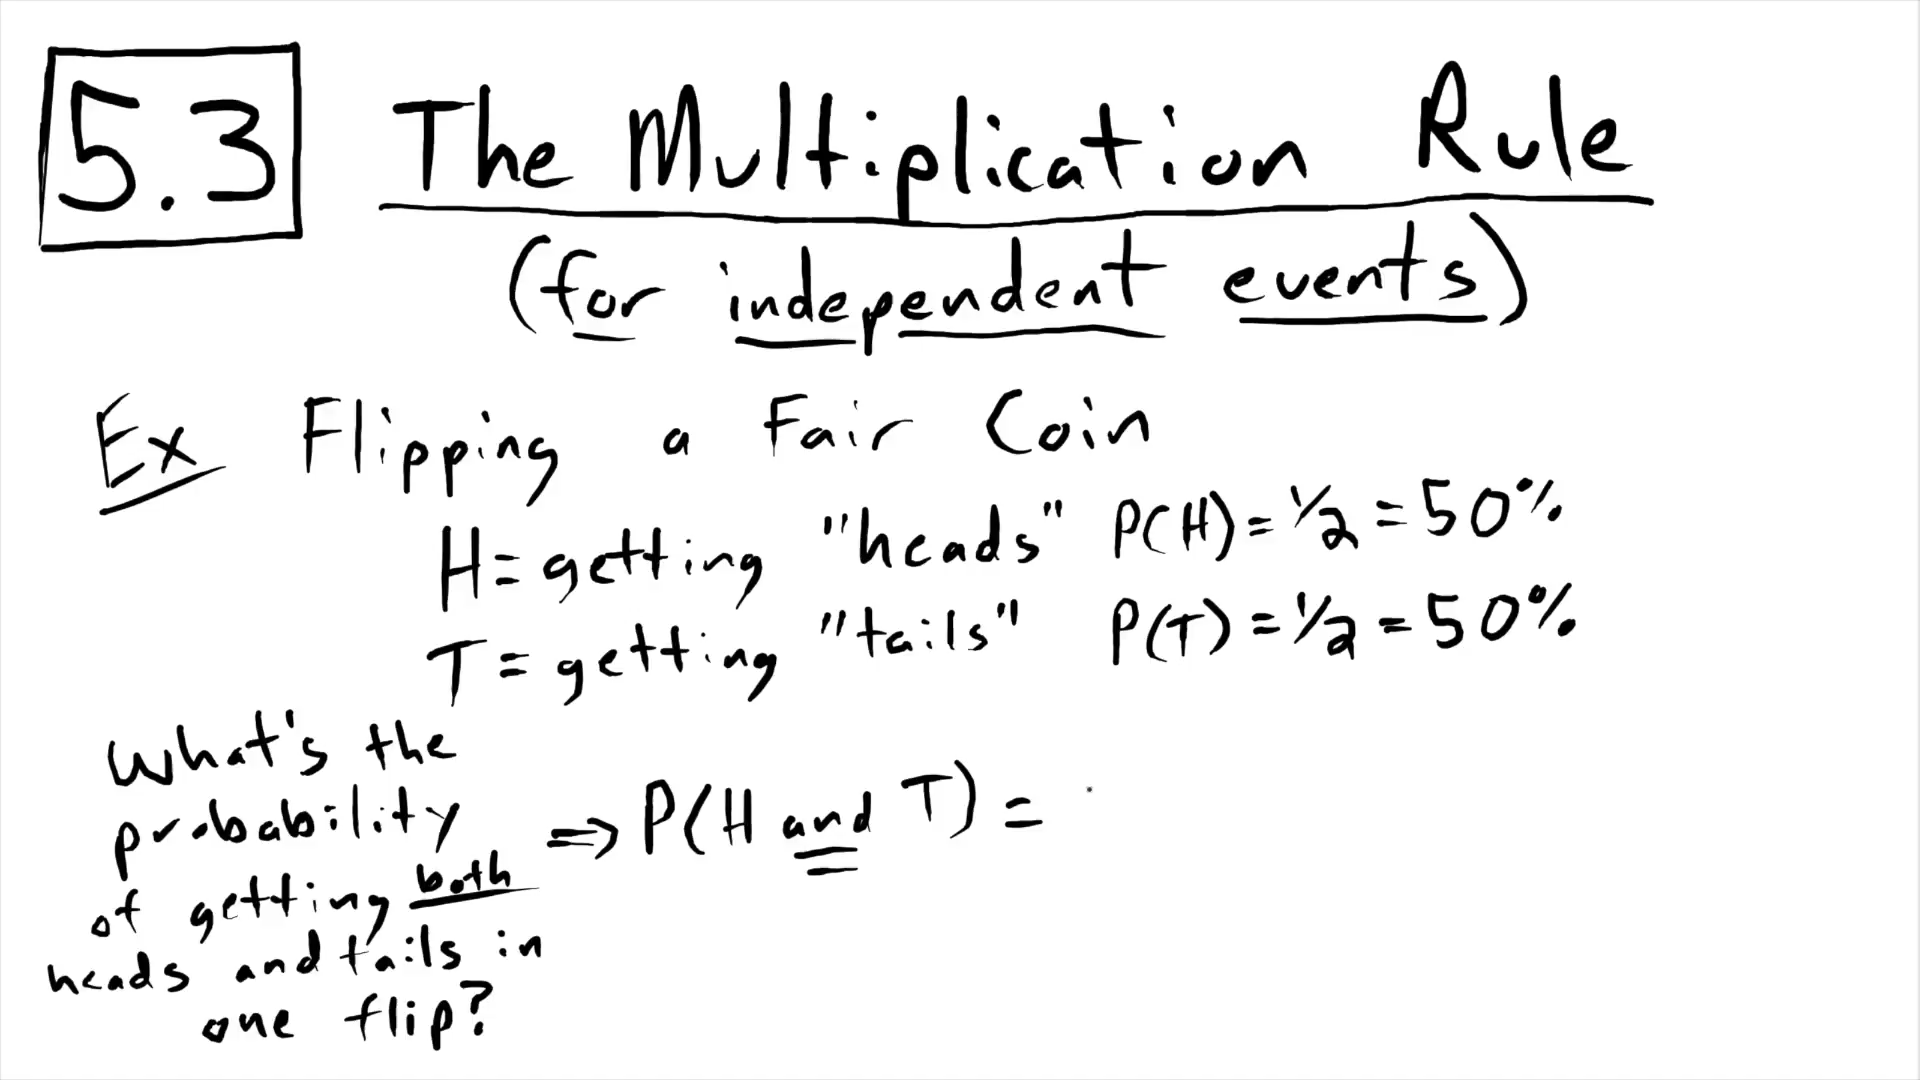 5.3 The Multiplication Rule
(for independent events)
Ex Flipping a Fair Coin
H = getting "heads" P(H) = 1/2 = 50%
T = getting "tails" P(T) = 1/2 = 50%
What's the
probability
of getting both
heads and tails in
one flip?
⇒ P(H and T) =